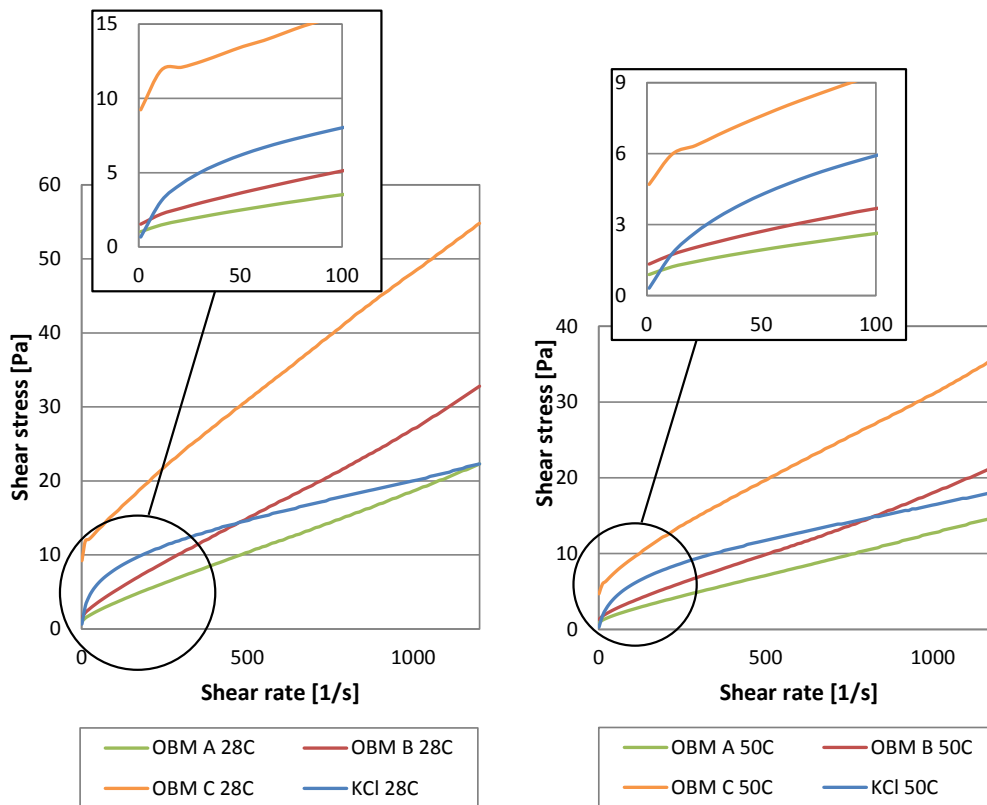 15
10
5
0
0 50 100
60
50
40
30
20
10
0
Shear stress [Pa]
0 500 1000
Shear rate [1/s]
OBM A 28C OBM B 28C
OBM C 28C KCl 28C
9
6
3
0
0 50 100
40
30
20
10
0
Shear stress [Pa]
0 500 1000
Shear rate [1/s]
OBM A 50C OBM B 50C
OBM C 50C KCl 50C